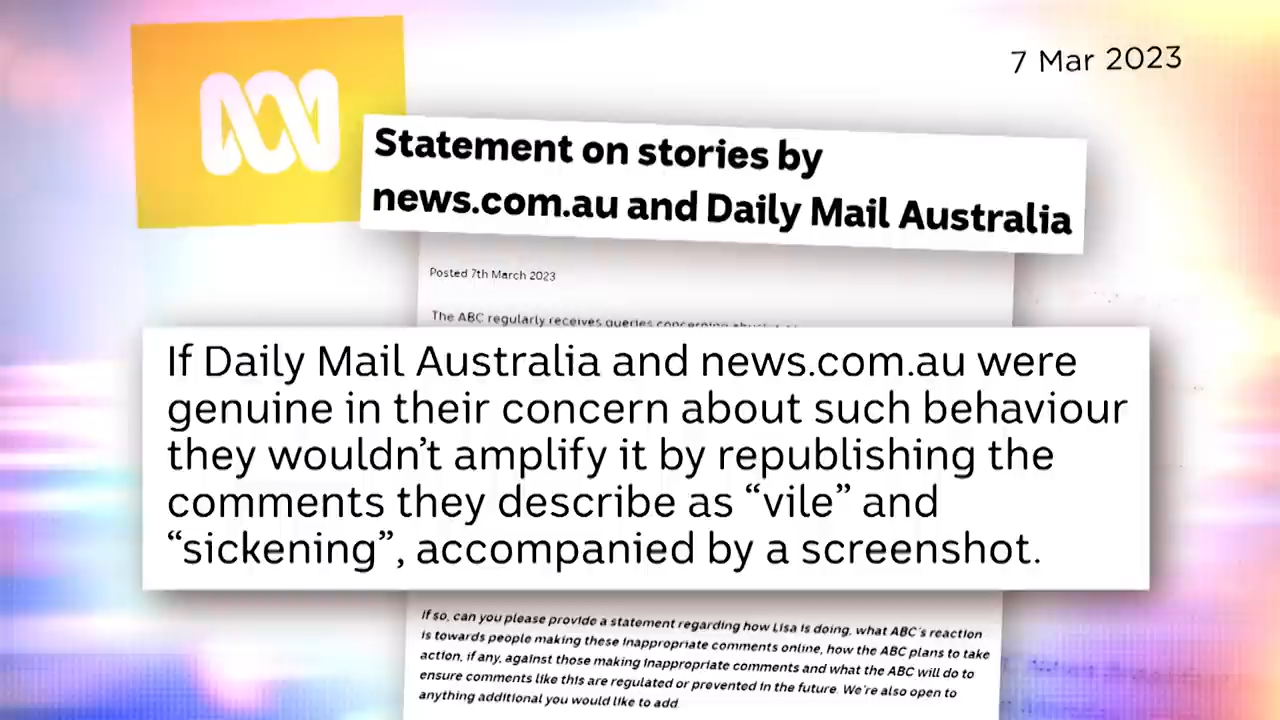 7 Mar 2023
Statement on stories by
news.com.au and Daily Mail Australia
Posted 7th March 2023
The ABC regularly receives queries concerning
If Daily Mail Australia and news.com.au were
genuine in their concern about such behaviour
they wouldn’t amplify it by republishing the
comments they describe as “vile” and
“sickening”, accompanied by a screenshot.
If so, can you please provide a statement regarding how Lisa is doing, what ABC's reaction
is towards people making these inappropriate comments online, how the ABC plans to take
action, if any, against those making inappropriate comments and what the ABC will do to
ensure comments like this are regulated or prevented in the future. We're also open to
anything additional you would like to add.